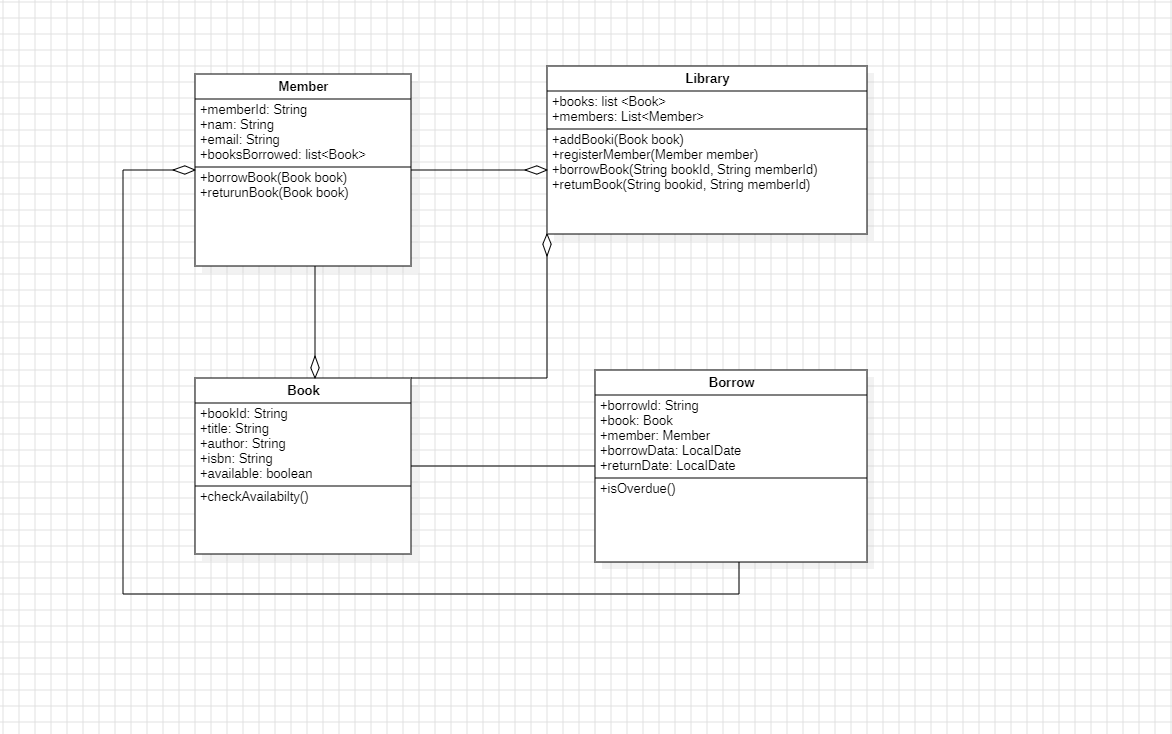 Member
+memberId: String
+nam: String
+email: String
+booksBorrowed: list<Book>
+borrowBook(Book book)
+returunBook(Book book)
Library
+books: list <Book>
+members: List<Member>
+addBooki(Book book)
+registerMember(Member member)
+borrowBook(String bookId, String memberId)
+retumBook(String bookid, String memberId)
Book
+bookId: String
+title: String
+author: String
+isbn: String
+available: boolean
+checkAvailabilty()
Borrow
+borrowId: String
+book: Book
+member: Member
+borrowData: LocalDate
+returnDate: LocalDate
+isOverdue()